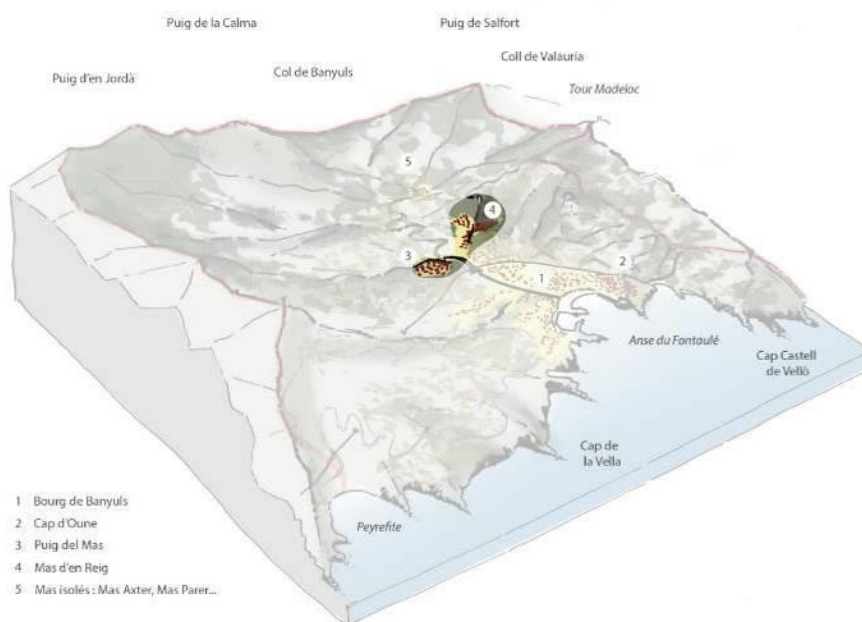 Puig de la Calma
Puig de Salfort
Puig d'en Jordà
Col de Banyuls
Coll de Valauria
Tour Madeloc
5
4
3
1
2
Anse du Fontaulé
Cap Castell
de Vellò
Cap de
la Vella
Peyrefite
1 Bourg de Banyuls
2 Cap d'Oune
3 Puig del Mas
4 Mas d'en Reig
5 Mas isolés : Mas Axter, Mas Parer...